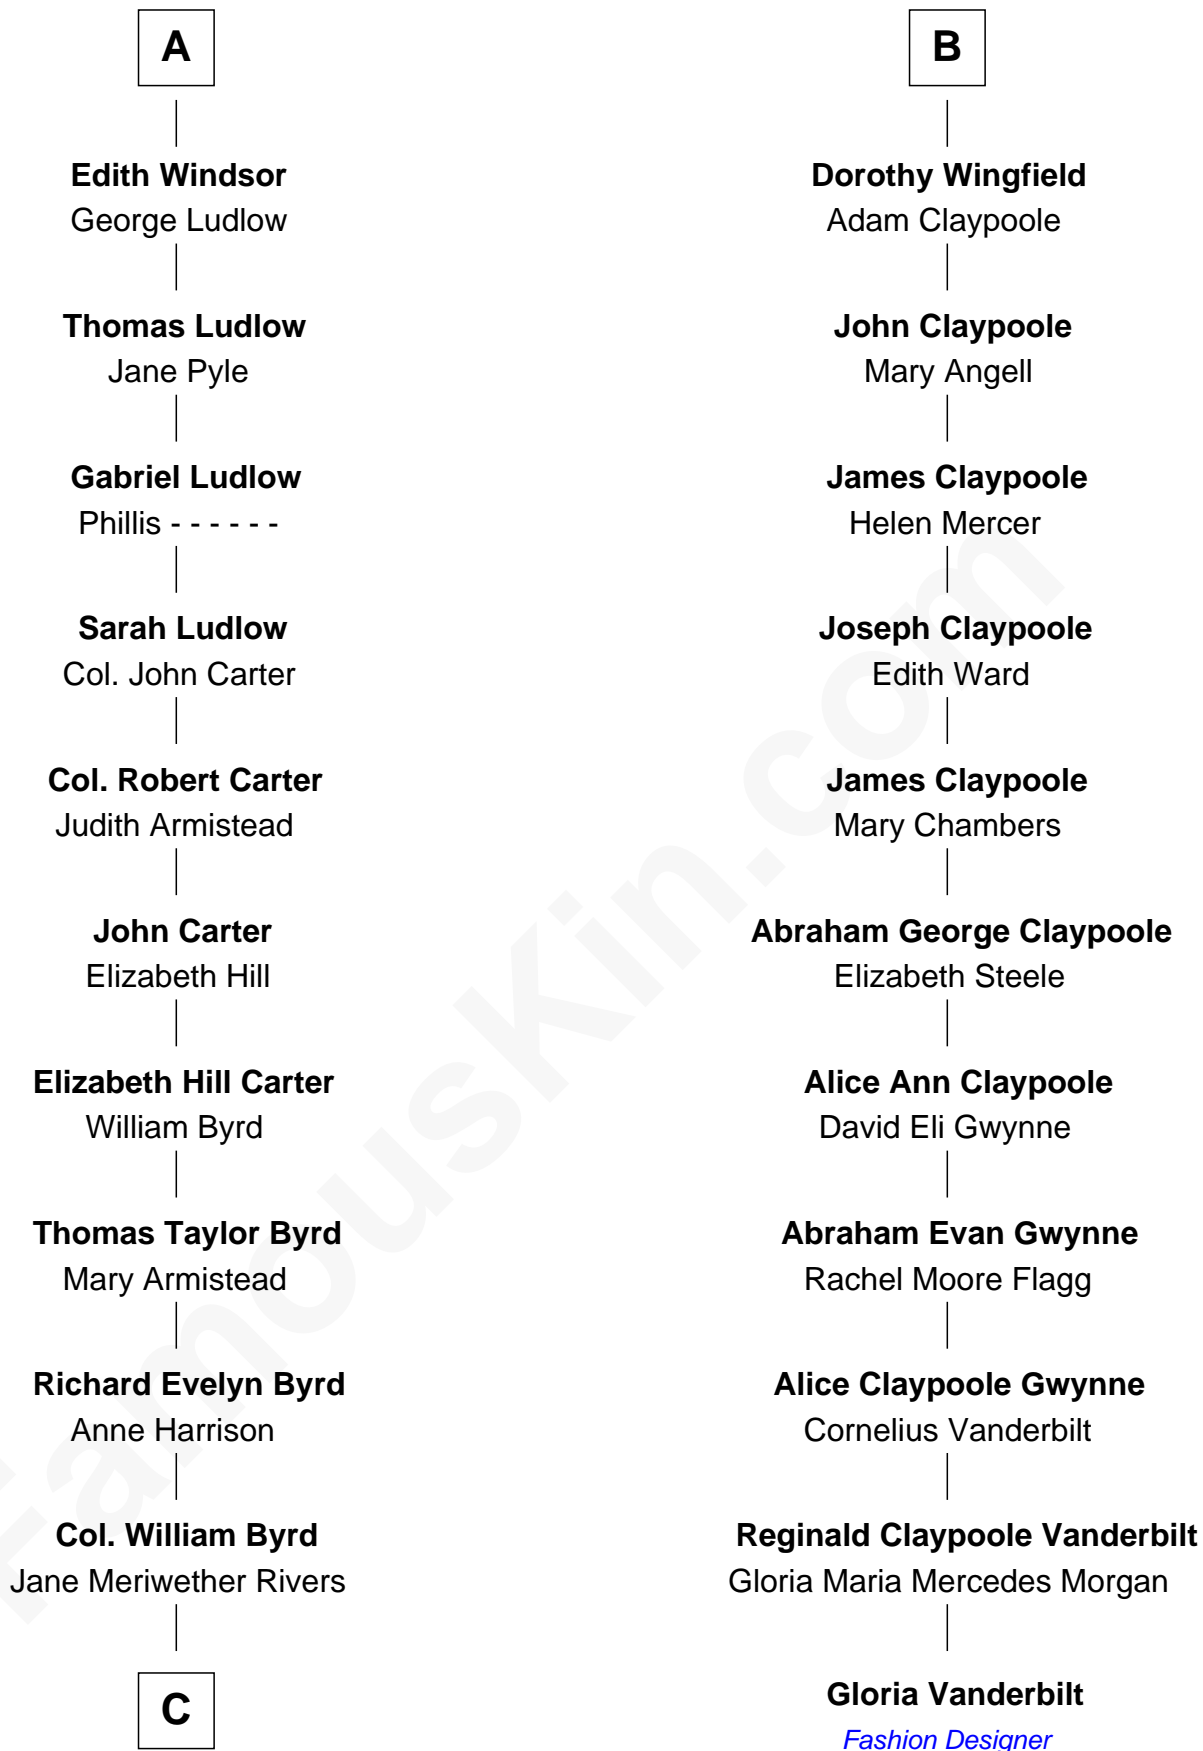 A
Edith Windsor
George Ludlow
Thomas Ludlow
Jane Pyle
Gabriel Ludlow
Phillis - - - - - -
Sarah Ludlow
Col. John Carter
Col. Robert Carter
Judith Armistead
John Carter
Elizabeth Hill
Elizabeth Hill Carter
William Byrd
Thomas Taylor Byrd
Mary Armistead
Richard Evelyn Byrd
Anne Harrison
Col. William Byrd
Jane Meriwether Rivers
C
B
Dorothy Wingfield
Adam Claypoole
John Claypoole
Mary Angell
James Claypoole
Helen Mercer
Joseph Claypoole
Edith Ward
James Claypoole
Mary Chambers
Abraham George Claypoole
Elizabeth Steele
Alice Ann Claypoole
David Eli Gwynne
Abraham Evan Gwynne
Rachel Moore Flagg
Alice Claypoole Gwynne
Cornelius Vanderbilt
Reginald Claypoole Vanderbilt
Gloria Maria Mercedes Morgan
Gloria Vanderbilt
Fashion Designer
FamousKin.com